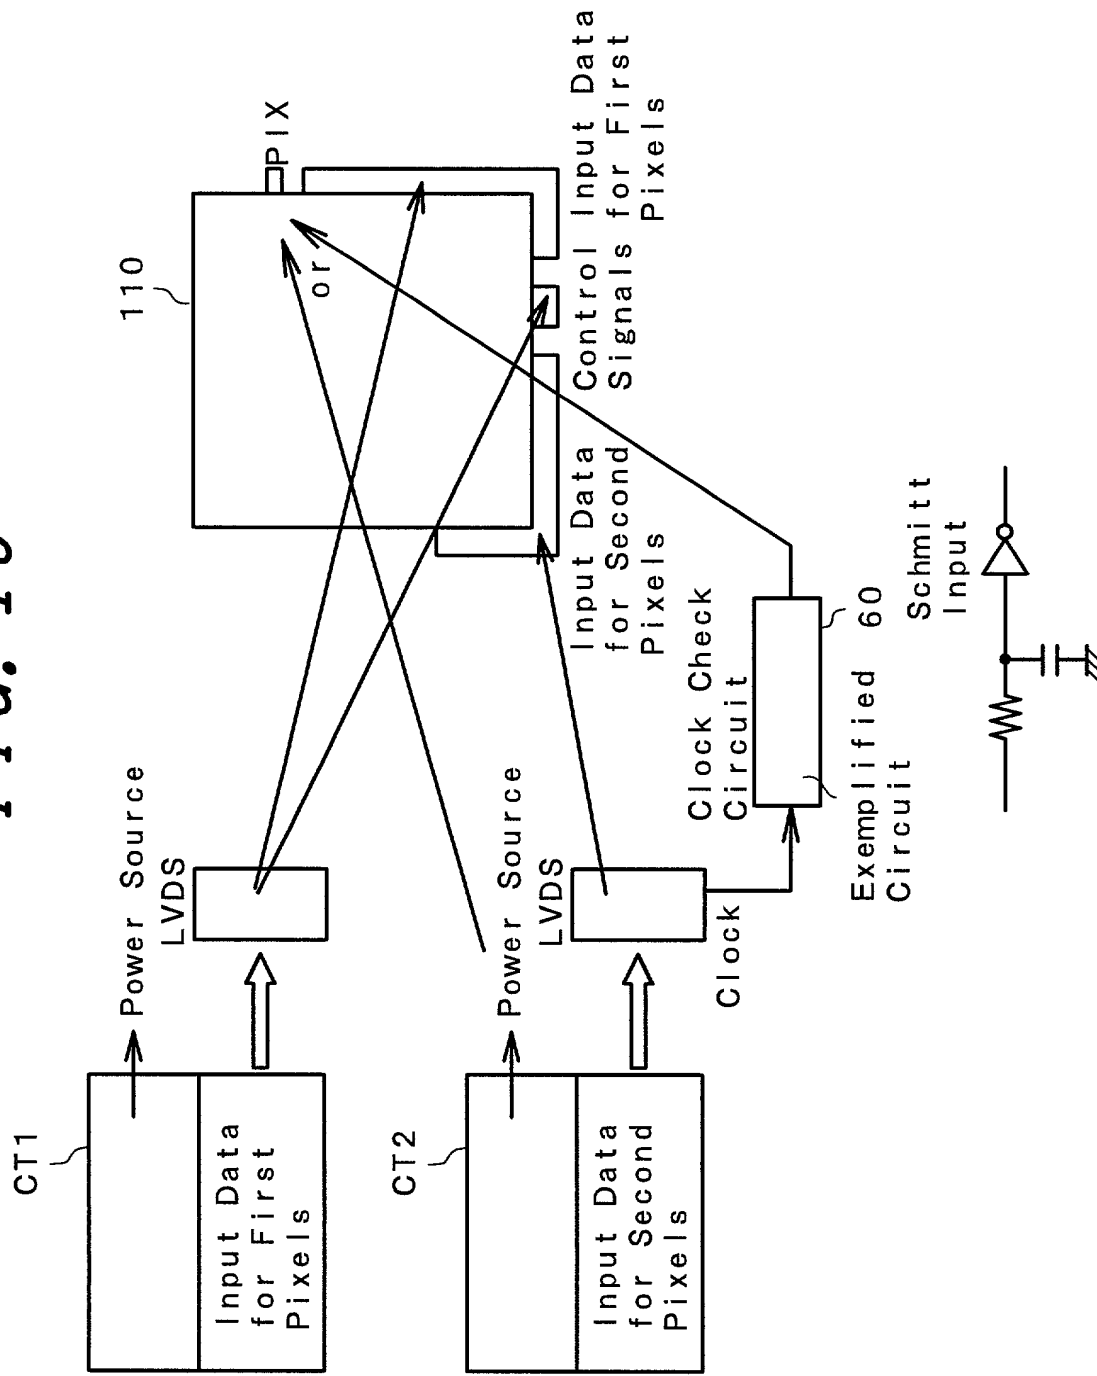 CT1
Power Source
LVDS
Input Data
for First
Pixels
110
PIX
or
Input Data
for First
Pixels
Control
Signals
Input Data
for Second
Pixels
CT2
Power Source
LVDS
Input Data
for Second
Pixels
Clock
Clock Check
Circuit
60
Exemplified
Circuit
Schmitt
Input